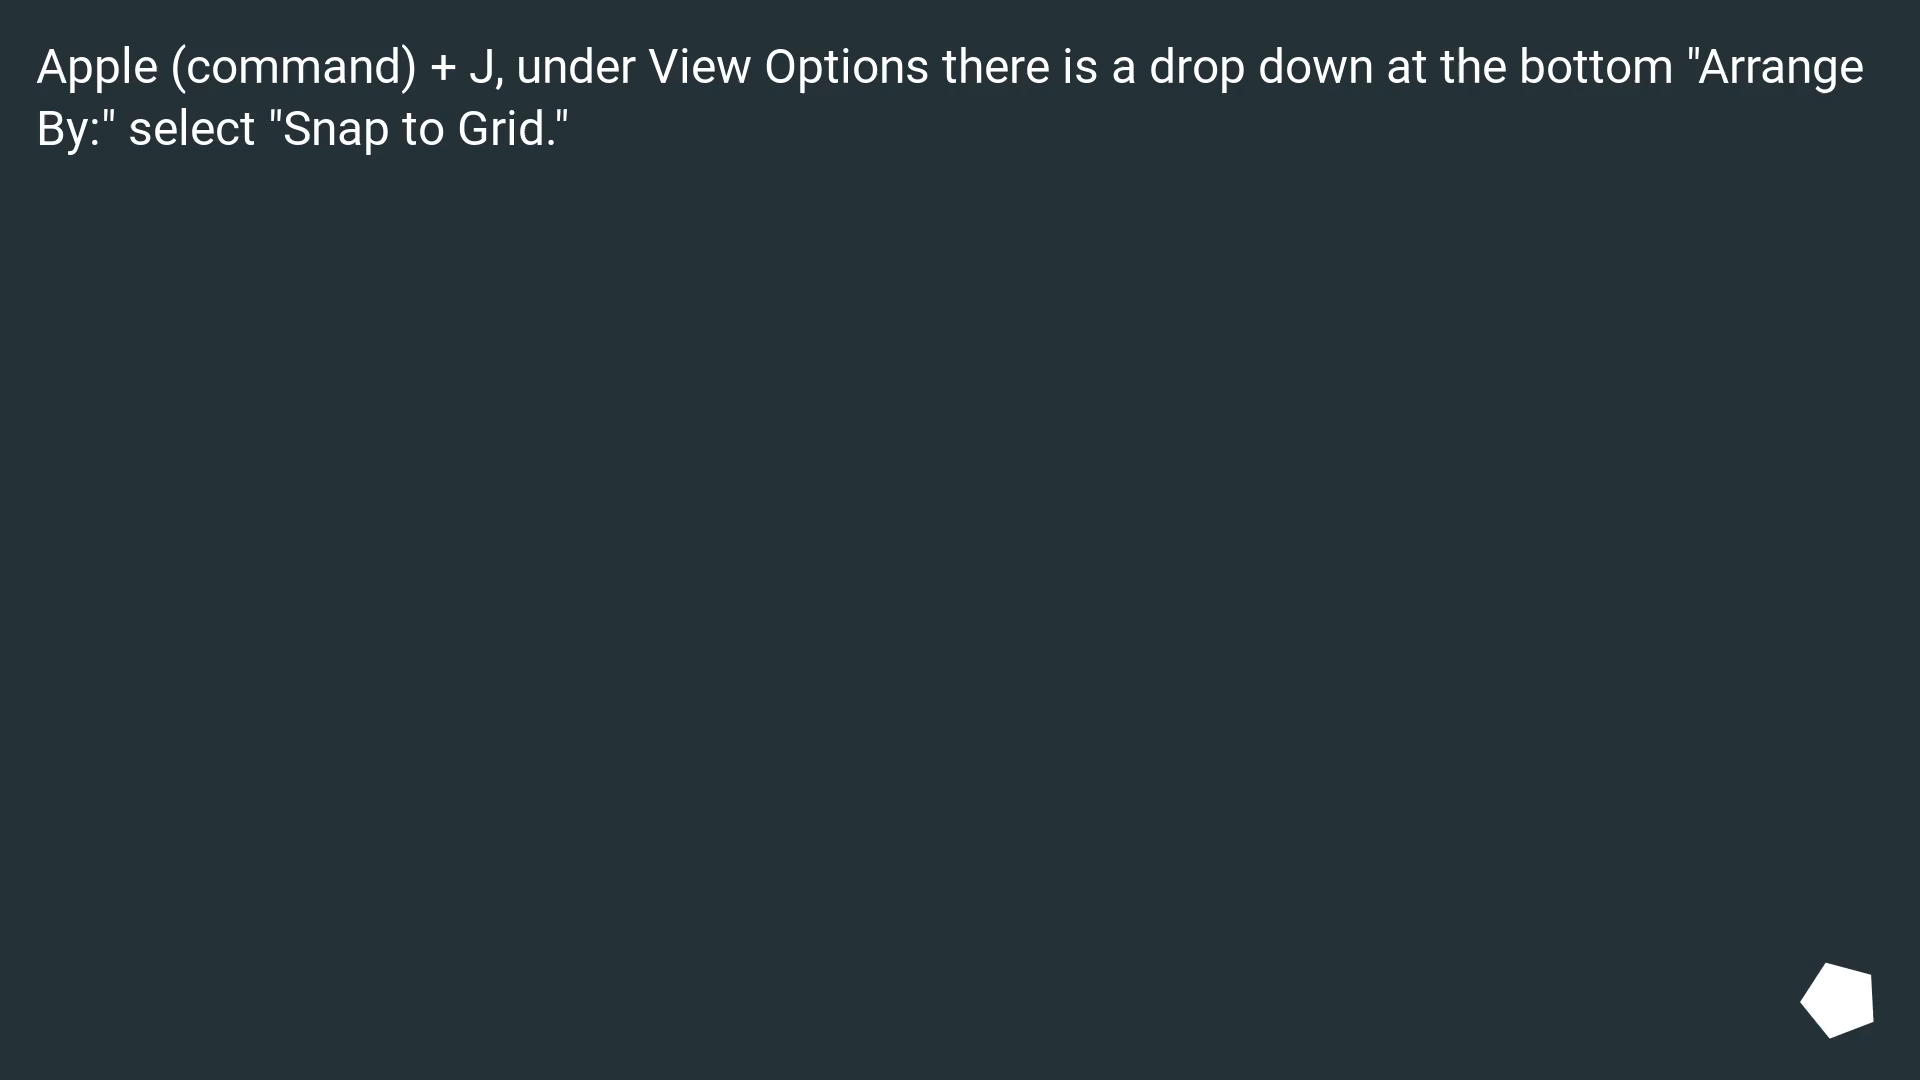 Apple (command) + J, under View Options there is a drop down at the bottom "Arrange
By:" select "Snap to Grid."